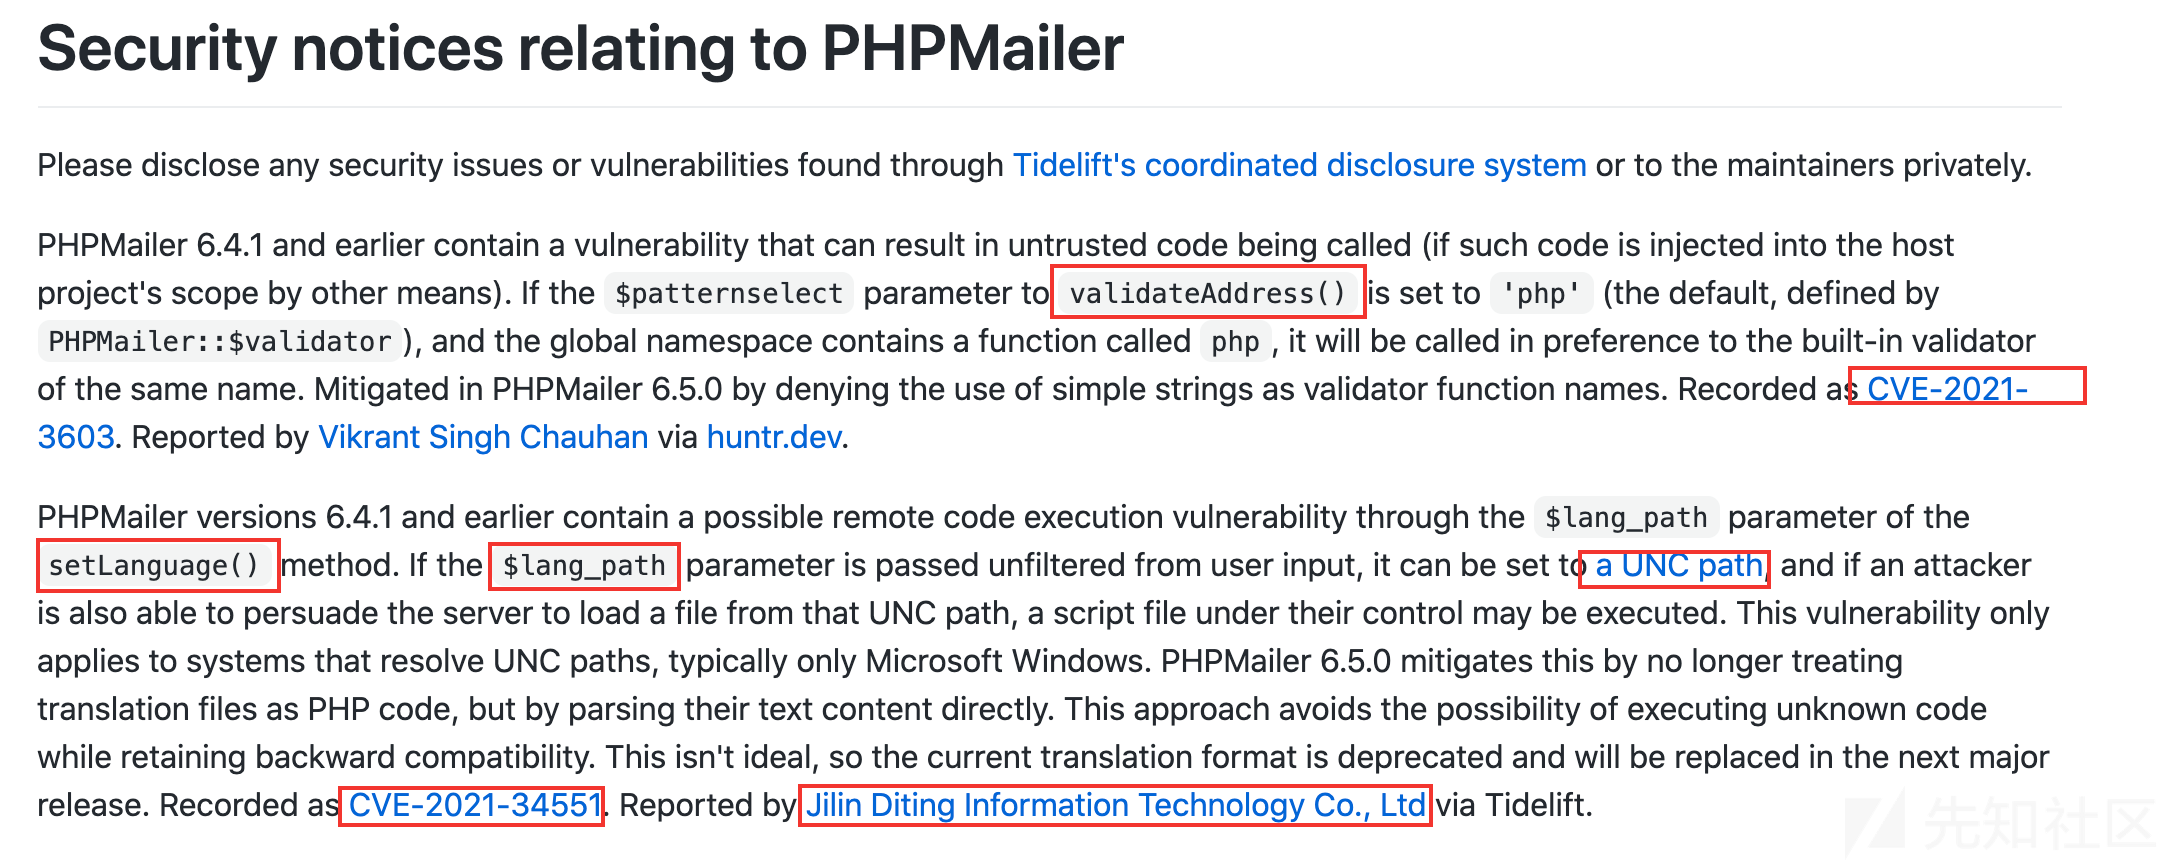 Security notices relating to PHPMailer
Please disclose any security issues or vulnerabilities found through Tidelift's coordinated disclosure system or to the maintainers privately.
PHPMailer 6.4.1 and earlier contain a vulnerability that can result in untrusted code being called (if such code is injected into the host
project's scope by other means). If the $patternselect parameter to validateAddress() is set to 'php' (the default, defined by
PHPMailer::$validator), and the global namespace contains a function called php, it will be called in preference to the built-in validator
of the same name. Mitigated in PHPMailer 6.5.0 by denying the use of simple strings as validator function names. Recorded as CVE-2021-
3603. Reported by Vikrant Singh Chauhan via huntr.dev.
PHPMailer versions 6.4.1 and earlier contain a possible remote code execution vulnerability through the $lang_path parameter of the
setLanguage() method. If the $lang_path parameter is passed unfiltered from user input, it can be set to a UNC path, and if an attacker
is also able to persuade the server to load a file from that UNC path, a script file under their control may be executed. This vulnerability only
applies to systems that resolve UNC paths, typically only Microsoft Windows. PHPMailer 6.5.0 mitigates this by no longer treating
translation files as PHP code, but by parsing their text content directly. This approach avoids the possibility of executing unknown code
while retaining backward compatibility. This isn't ideal, so the current translation format is deprecated and will be replaced in the next major
release. Recorded as CVE-2021-34551. Reported by Jilin Diting Information Technology Co., Ltd via Tidelift.
先知社区